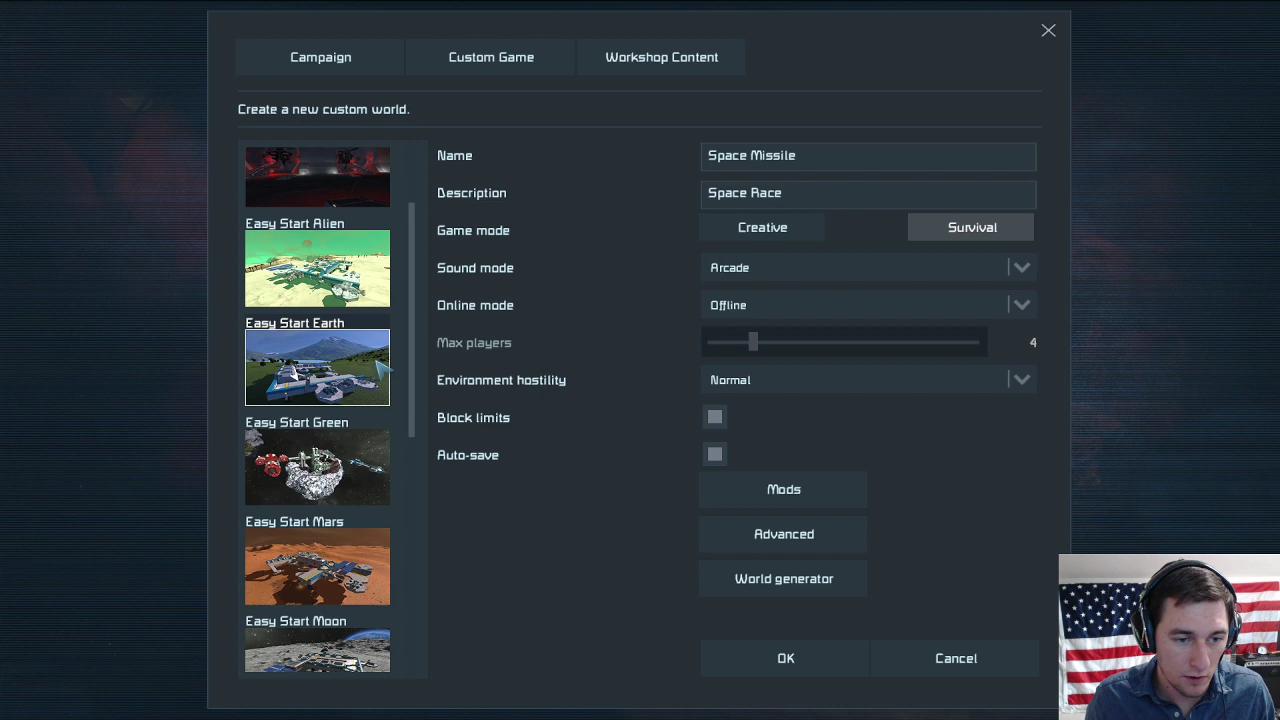 Campaign
Custom Game
Workshop Content
Create a new custom world.
Easy Start Alien
Easy Start Earth
Easy Start Green
Easy Start Mars
Easy Start Moon
Name
Space Missile
Description
Space Race
Game mode
Creative
Survival
Sound mode
Arcade
Online mode
Offline
Max players
4
Environment hostility
Normal
Block limits
Auto-save
Mods
Advanced
World generator
OK
Cancel